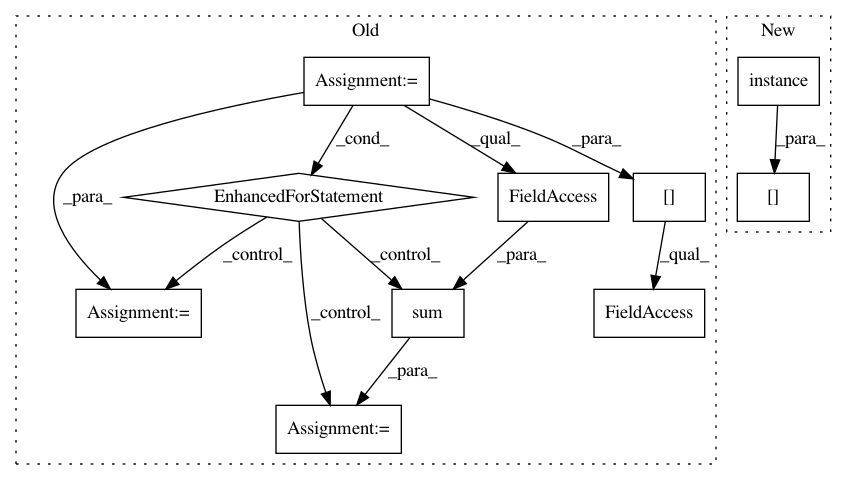 Old
New
Assignment:=
instance
_cond_
_qual_
_para_
_para_
_para_
EnhancedForStatement
FieldAccess
[]
[]
_control_
_control_
_para_
_qual_
Assignment:=
_control_
sum
FieldAccess
_para_
Assignment:=